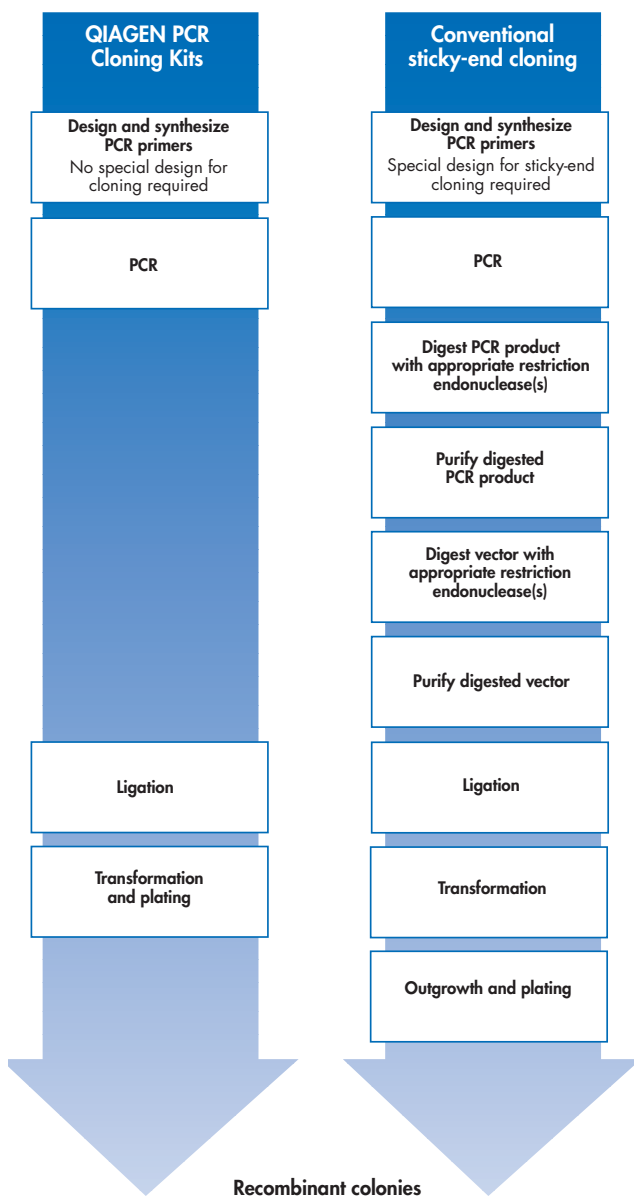 QIAGEN PCR
Cloning Kits
Design and synthesize
PCR primers
No special design for
cloning required
PCR
Ligation
Transformation
and plating
Conventional
sticky-end cloning
Design and synthesize
PCR primers
Special design for sticky-end
cloning required
PCR
Digest PCR product
with appropriate restriction
endonuclease(s)
Purify digested
PCR product
Digest vector with
appropriate restriction
endonuclease(s)
Purify digested vector
Ligation
Transformation
Outgrowth and plating
Recombinant colonies